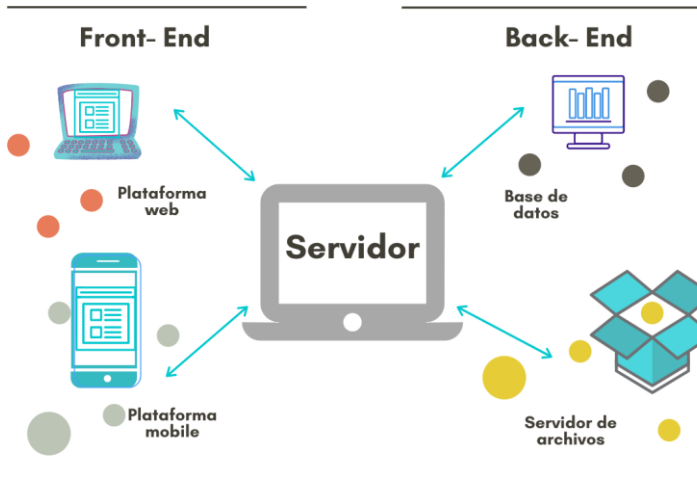 Front- End
Back- End
Plataforma
web
Base de
datos
Servidor
Plataforma
mobile
Servidor de
archivos